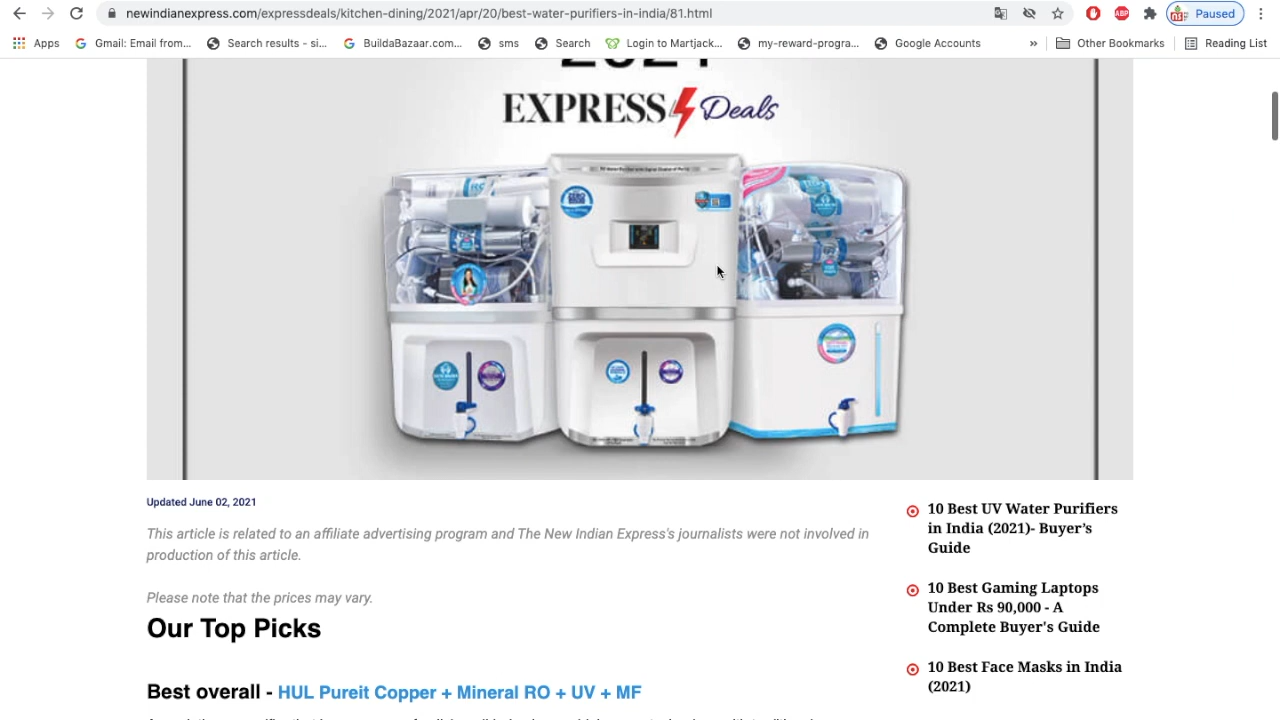 newindianexpress.com/expressdeals/kitchen-dining/2021/apr/20/best-water-purifiers-in-india/81.html
ABP
Paused
Apps
Gmail: Email from...
Search results - si...
BuildaBazaar.com...
sms
Search
Login to Martjack...
my-reward-progra...
Google Accounts
»
Other Bookmarks
Reading List
2021
EXPRESS Deals
Updated June 02, 2021
This article is related to an affiliate advertising program and The New Indian Express's journalists were not involved in
production of this article.
Please note that the prices may vary.
Our Top Picks
Best overall - HUL Pureit Copper + Mineral RO + UV + MF
10 Best UV Water Purifiers
in India (2021)- Buyer’s
Guide
10 Best Gaming Laptops
Under Rs 90,000 - A
Complete Buyer's Guide
10 Best Face Masks in India
(2021)